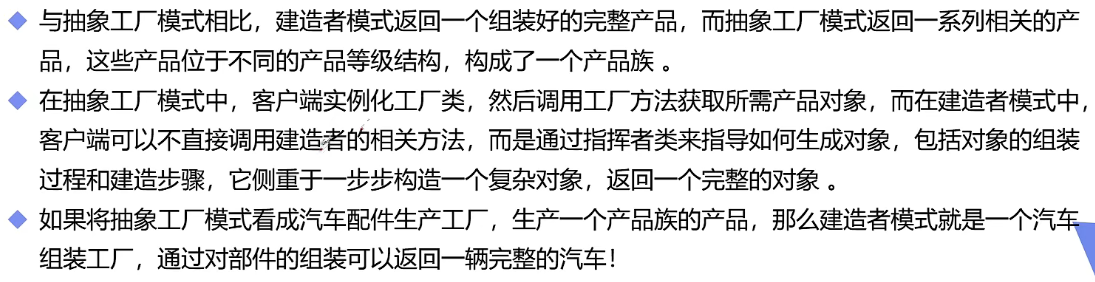 与抽象工厂模式相比，建造者模式返回一个组装好的完整产品，而抽象工厂模式返回一系列相关的产
品，这些产品位于不同的产品等级结构，构成了一个产品族 。
在抽象工厂模式中，客户端实例化工厂类，然后调用工厂方法获取所需产品对象，而在建造者模式中，
客户端可以不直接调用建造者的相关方法，而是通过指挥者类来指导如何生成对象，包括对象的组装
过程和建造步骤，它侧重于一步步构造一个复杂对象，返回一个完整的对象 。
如果将抽象工厂模式看成汽车配件生产工厂，生产一个产品族的产品，那么建造者模式就是一个汽车
组装工厂，通过对部件的组装可以返回一辆完整的汽车！